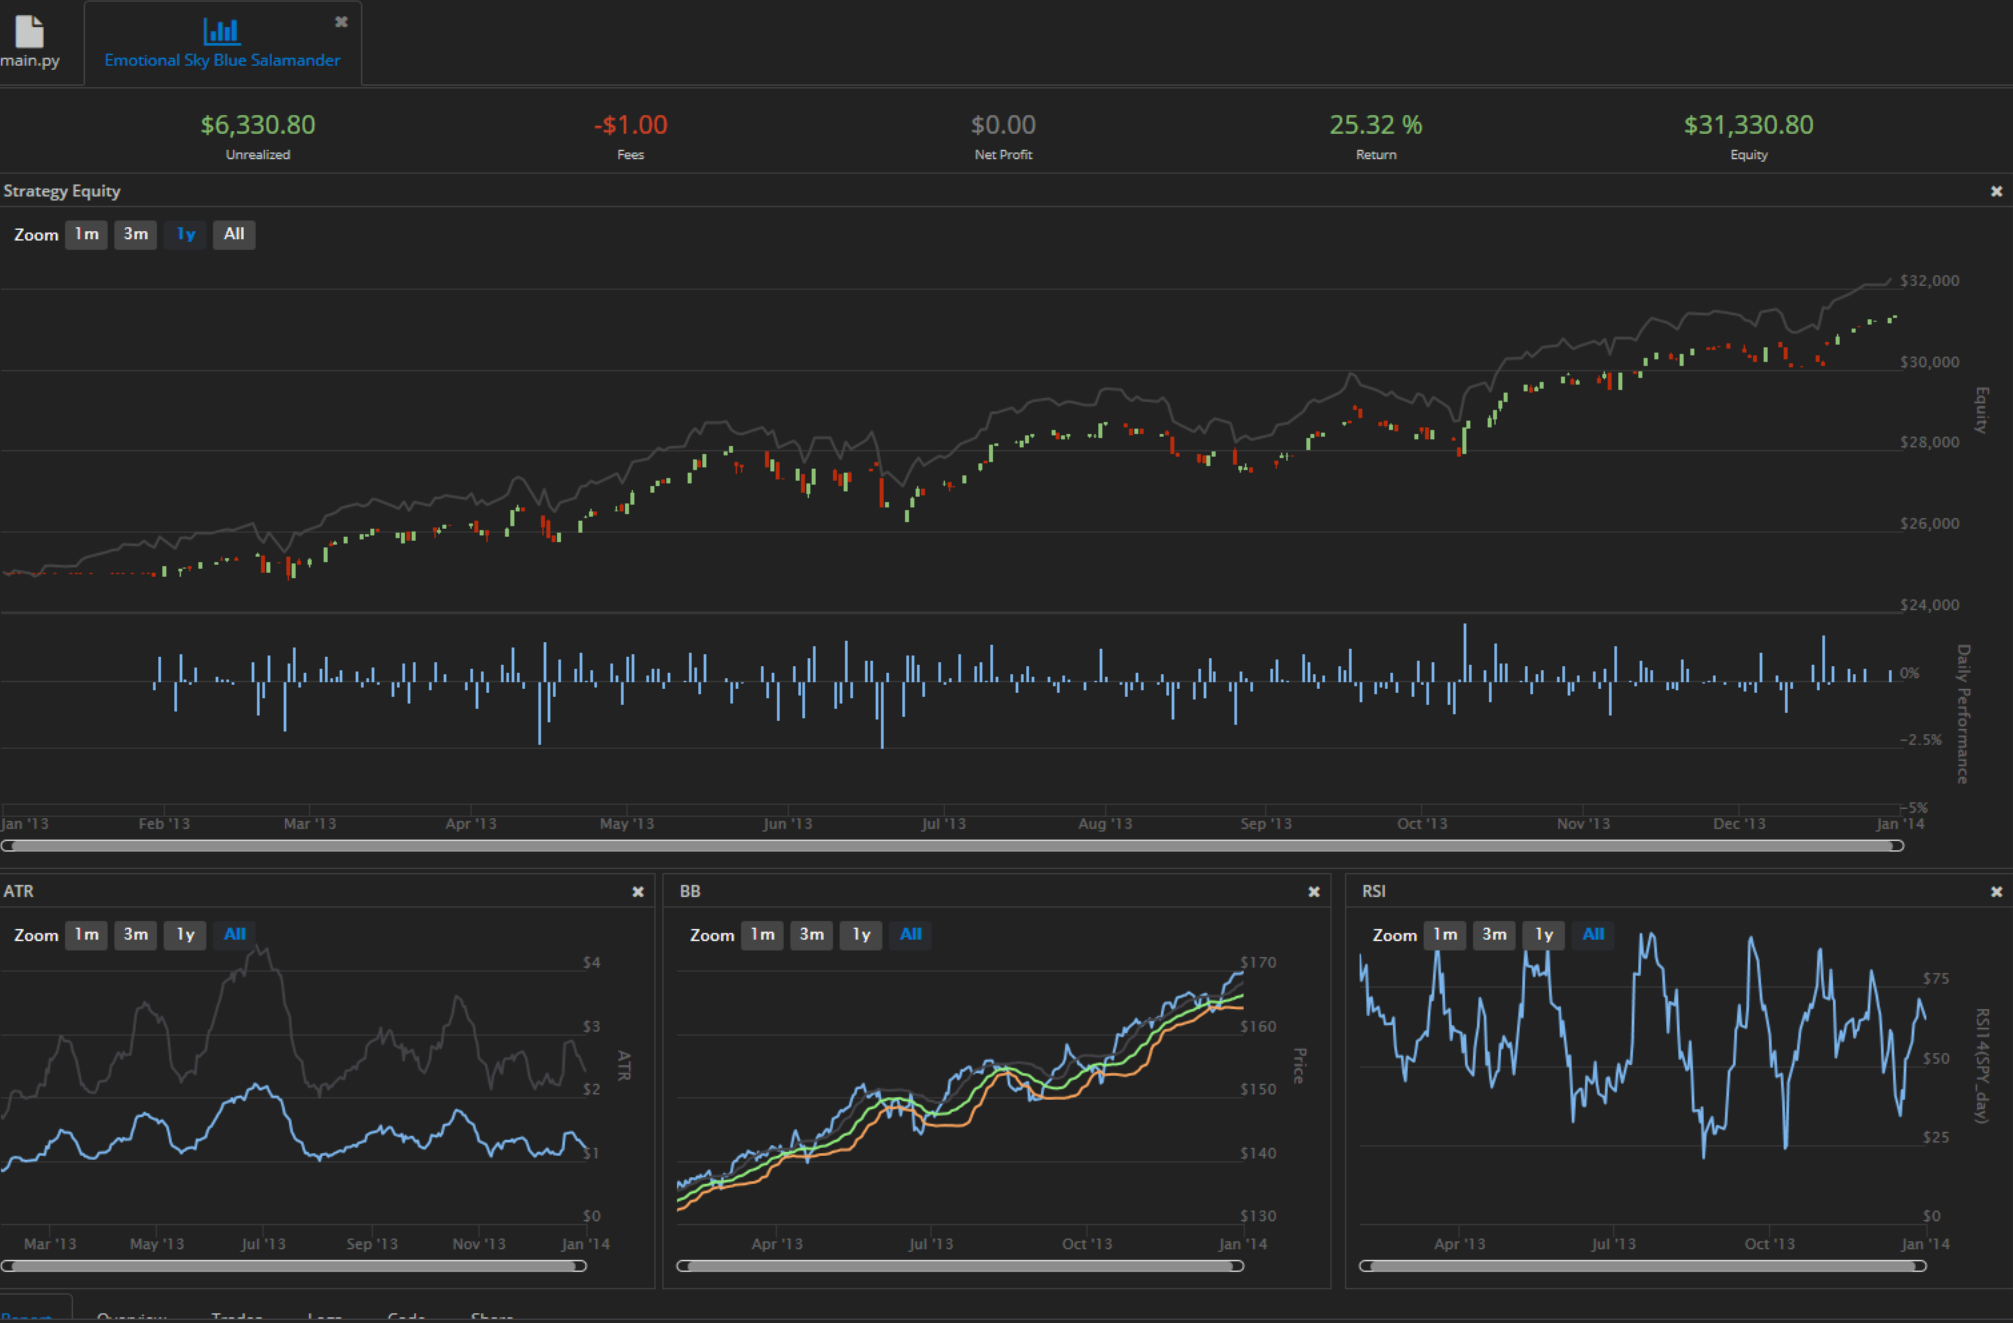 main.py
Emotional Sky Blue Salamander
$6,330.80
Unrealized
-$1.00
Fees
$0.00
Net Profit
25.32 %
Return
$31,330.80
Equity
Strategy Equity
Zoom 1m 3m 1y All
$32,000
$30,000
$28,000
$26,000
$24,000
Equity
0%
-2.5%
-5%
Daily Performance
Jan '13 Feb '13 Mar '13 Apr '13 May '13 Jun '13 Jul '13 Aug '13 Sep '13 Oct '13 Nov '13 Dec '13 Jan '14
ATR
Zoom 1m 3m 1y All
$4
$3
$2
$1
$0
ATR
Mar '13 May '13 Jul '13 Sep '13 Nov '13 Jan '14
BB
Zoom 1m 3m 1y All
$170
$160
$150
$140
$130
Price
Apr '13 Jul '13 Oct '13 Jan '14
RSI
Zoom 1m 3m 1y All
$75
$50
$25
$0
RSI14(SPY_day)
Apr '13 Jul '13 Oct '13 Jan '14
Report Overview Trades Logs Code Share